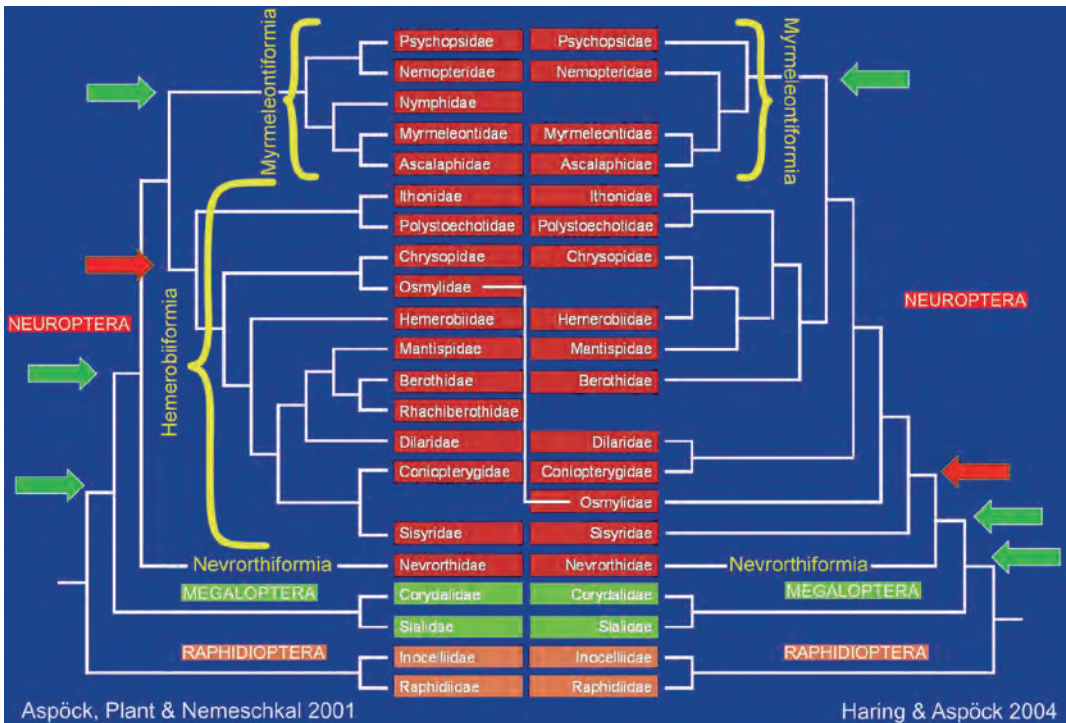 Psychopsidae Psychopsidae
Nemopteridae Nemopteridae
Nymphidae
Myrmeleontidae Myrmeleontidae
Ascalaphidae Ascalaphidae
Myrmeleontiformia
Myrmeleontiformia
Ithonidae Ithonidae
Polystoechotidae Polystoechotidae
Chrysopidae Chrysopidae
Osmylidae
NEUROPTERA
NEUROPTERA
Hemerobiiformia
Hemerobiidae Hemerobiidae
Mantispidae Mantispidae
Berothidae Berothidae
Rhachiberothidae
Dilaridae Dilaridae
Coniopterygidae Coniopterygidae
Osmylidae
Sisyridae Sisyridae
Nevrorthiformia Nevrorthidae Nevrorthidae Nevrorthiformia
MEGALOPTERA Corydalidae Corydalidae MEGALOPTERA
Sialidae Sialidae
RAPHIDIOPTERA Inocelliidae Inocelliidae RAPHIDIOPTERA
Raphidiidae Raphidiidae
Aspöck, Plant & Nemeschkal 2001 Haring & Aspöck 2004